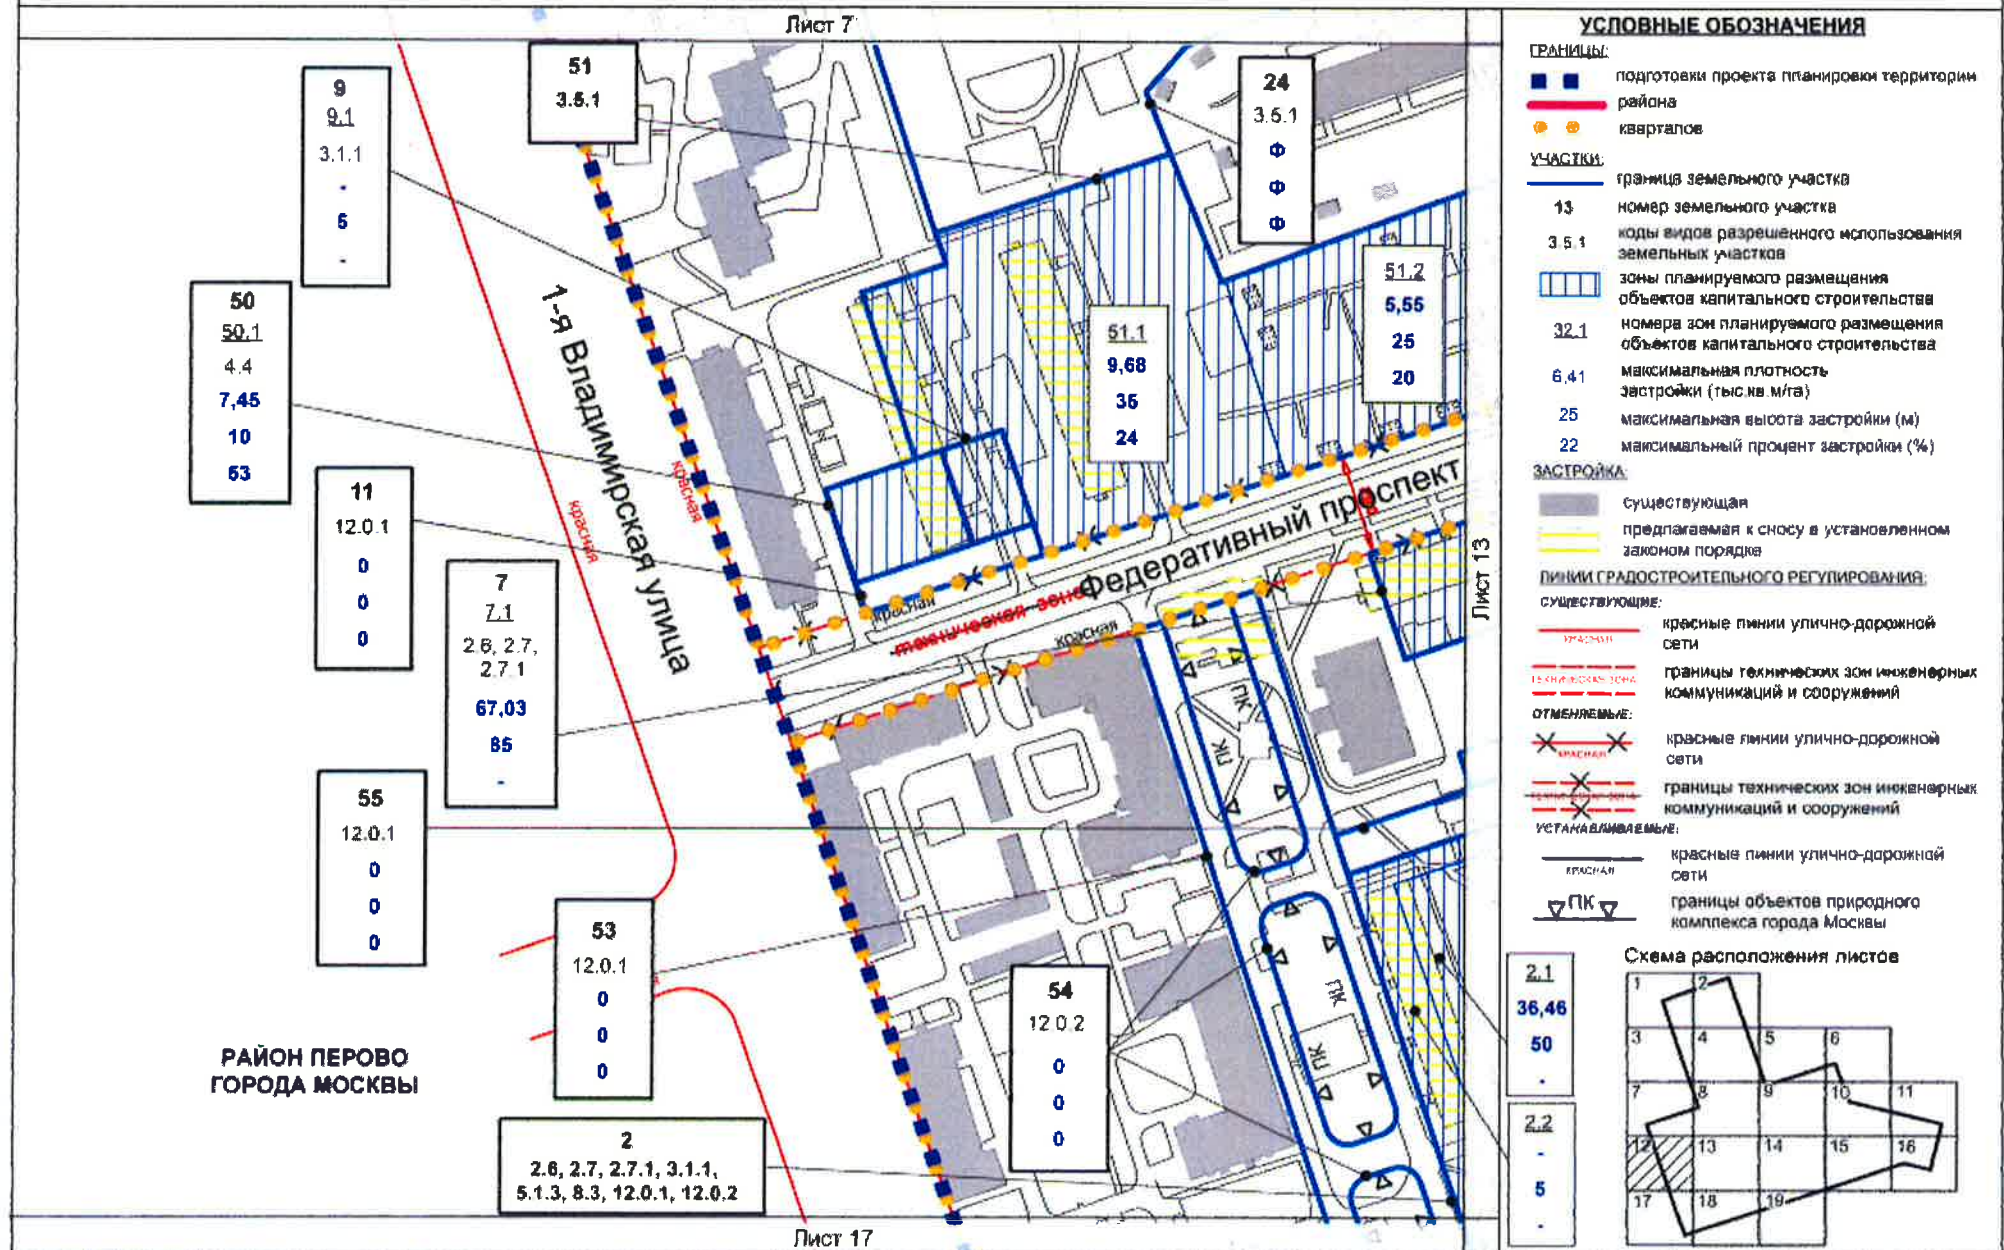 Лист 7
51
3.5.1
9
9.1
3.1.1
-
5
-
24
3.5.1
Ф
Ф
Ф
50
50.1
4.4
7,45
10
53
51.2
5,55
25
20
51.1
9,68
35
24
11
12.0.1
0
0
0
7
7.1
2.6, 2.7,
2.7.1
67,03
85
-
55
12.0.1
0
0
0
53
12.0.1
0
0
0
54
12.0.2
0
0
0
2
2.6, 2.7, 2.7.1, 3.1.1,
5.1.3, 8.3, 12.0.1, 12.0.2
2.1
36,46
50
-
2.2
-
5
-
1-я Владимирская улица
Федеративный проспект
красная
красная
красная
красная
техническая зона
ПК
ПК
ПК
ПК
РАЙОН ПЕРОВО
ГОРОДА МОСКВЫ
Лист 13
Лист 17
УСЛОВНЫЕ ОБОЗНАЧЕНИЯ
ГРАНИЦЫ:
подготовки проекта планировки территории
района
кварталов
УЧАСТКИ:
граница земельного участка
13 номер земельного участка
3.5.1 коды видов разрешенного использования
земельных участков
зоны планируемого размещения
объектов капитального строительства
32.1 номера зон планируемого размещения
объектов капитального строительства
6,41 максимальная плотность
застройки (тыс.кв.м/га)
25 максимальная высота застройки (м)
22 максимальный процент застройки (%)
ЗАСТРОЙКА:
существующая
предлагаемая к сносу в установленном
законом порядке
ЛИНИИ ГРАДОСТРОИТЕЛЬНОГО РЕГУЛИРОВАНИЯ:
СУЩЕСТВУЮЩИЕ:
КРАСНАЯ красные линии улично-дорожной
сети
ТЕХНИЧЕСКАЯ ЗОНА границы технических зон инженерных
коммуникаций и сооружений
ОТМЕНЯЕМЫЕ:
КРАСНАЯ красные линии улично-дорожной
сети
границы технических зон инженерных
коммуникаций и сооружений
УСТАНАВЛИВАЕМЫЕ:
КРАСНАЯ красные линии улично-дорожной
сети
ПК границы объектов природного
комплекса города Москвы
Схема расположения листов
1 2
3 4 5 6
7 8 9 10 11
12 13 14 15 16
17 18 19